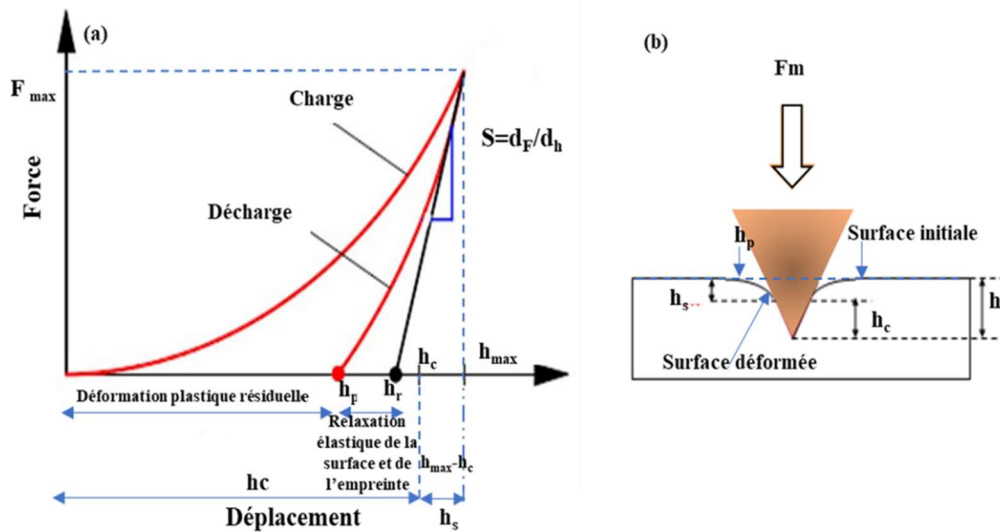 (a)
F max
Force
Charge
Décharge
S=dF/dh
hp
hr
hc
hmax
Déformation plastique résiduelle
Relaxation
élastique de la
surface et de
l'empreinte
hmax-hc
hc
hs
Déplacement
(b)
Fm
hp
Surface initiale
hs
hc
h
Surface déformée